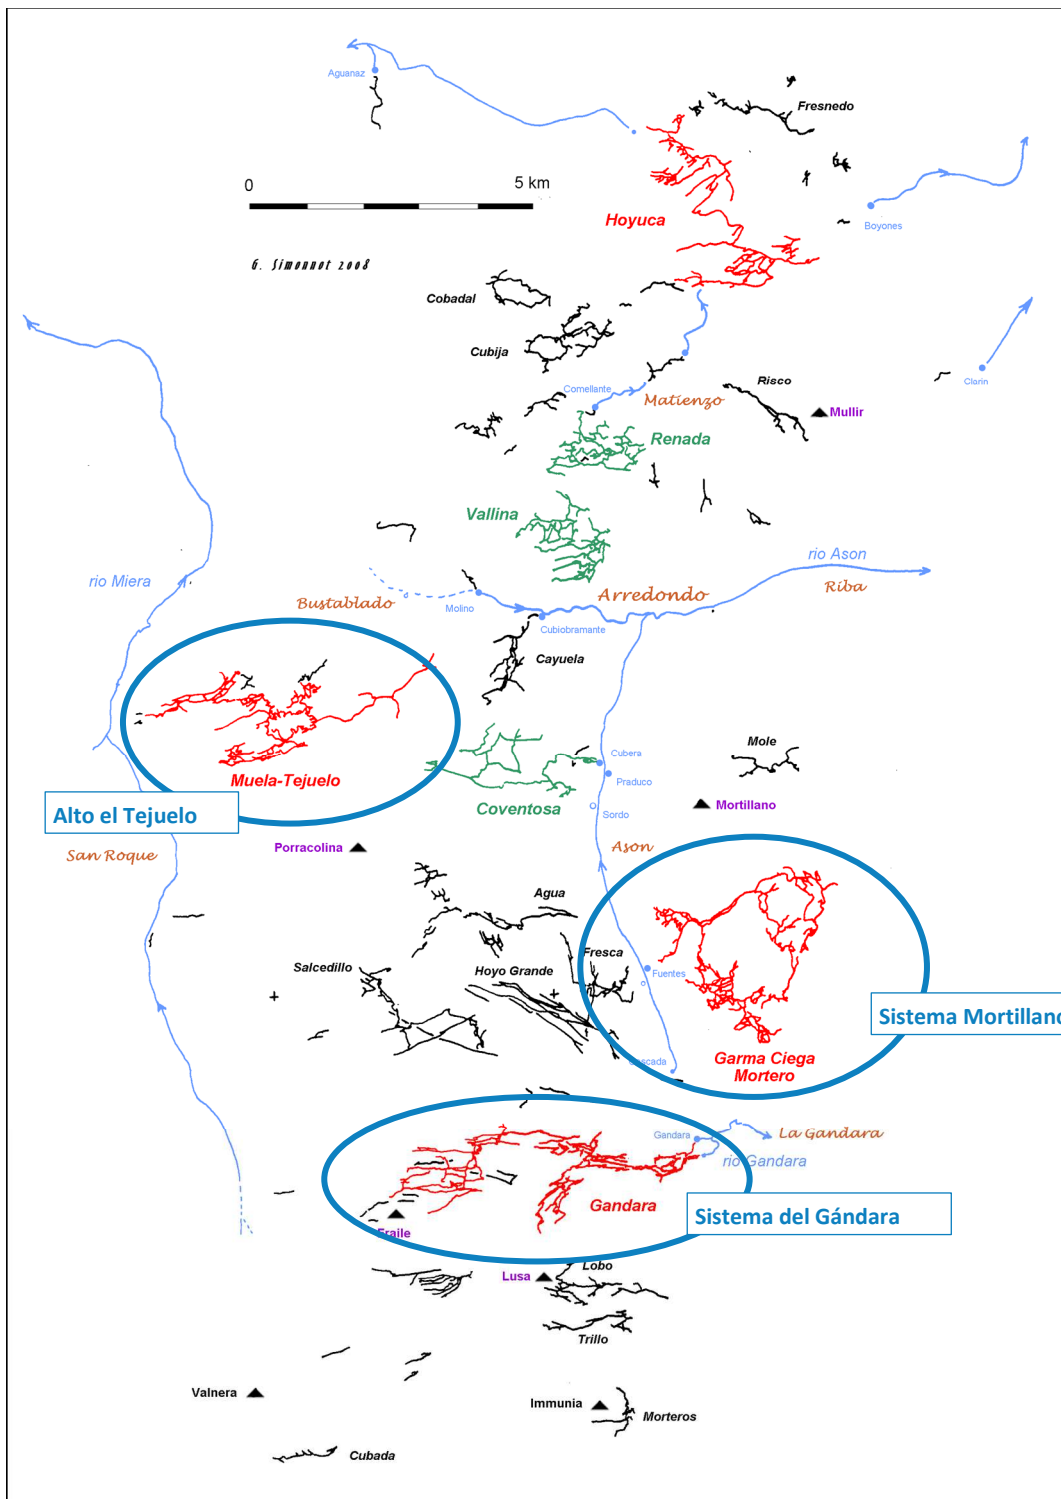 Aguanaz
Fresnedo
0
5 km
Hoyuca
Boyones
G. Simonnot 2008
Cobadal
Cubija
Clorin
Comellante
Risco
Matienzo
Mullir
Renada
Vallina
rio Ason
rio Miera
Riba
Bustablado
Arredondo
Molino
Cubiobramante
Cayuela
Mole
Cubera
Muela-Tejuelo
Praduco
Coventosa
Mortillano
Alto el Tejuelo
Sordo
Porracolina
Ason
San Roque
Agua
Fresca
Salcedillo
Hoyo Grande
Fuentes
Sistema Mortillano
Garma Ciega
Mortero
Cascada
Gandara
La Gandara
rio Gandara
Gandara
Sistema del Gándara
Fraile
Lobo
Lusa
Trillo
Valnera
Immunia
Morteros
Cubada